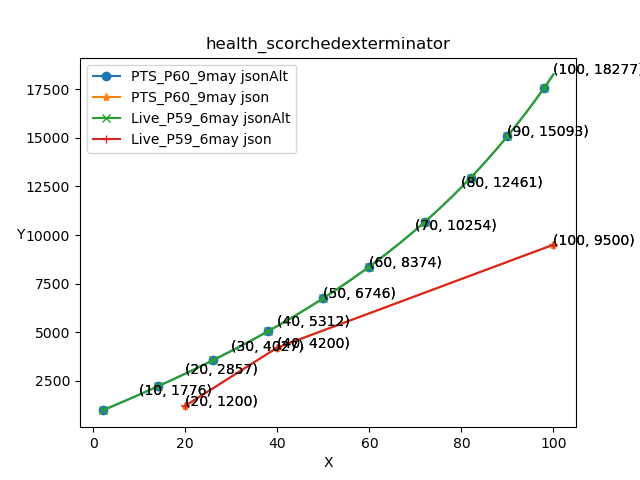 health_scorchedexterminator
PTS_P60_9may jsonAlt
PTS_P60_9may json
Live_P59_6may jsonAlt
Live_P59_6may json
(100, 18277)
(90, 15093)
(80, 12461)
(70, 10254)
(100, 9500)
(60, 8374)
(50, 6746)
(40, 5312)
(30, 4027)
(40, 4200)
(20, 2857)
(10, 1776)
(20, 1200)
17500
15000
12500
10000
7500
5000
2500
Y
0 20 40 60 80 100
X